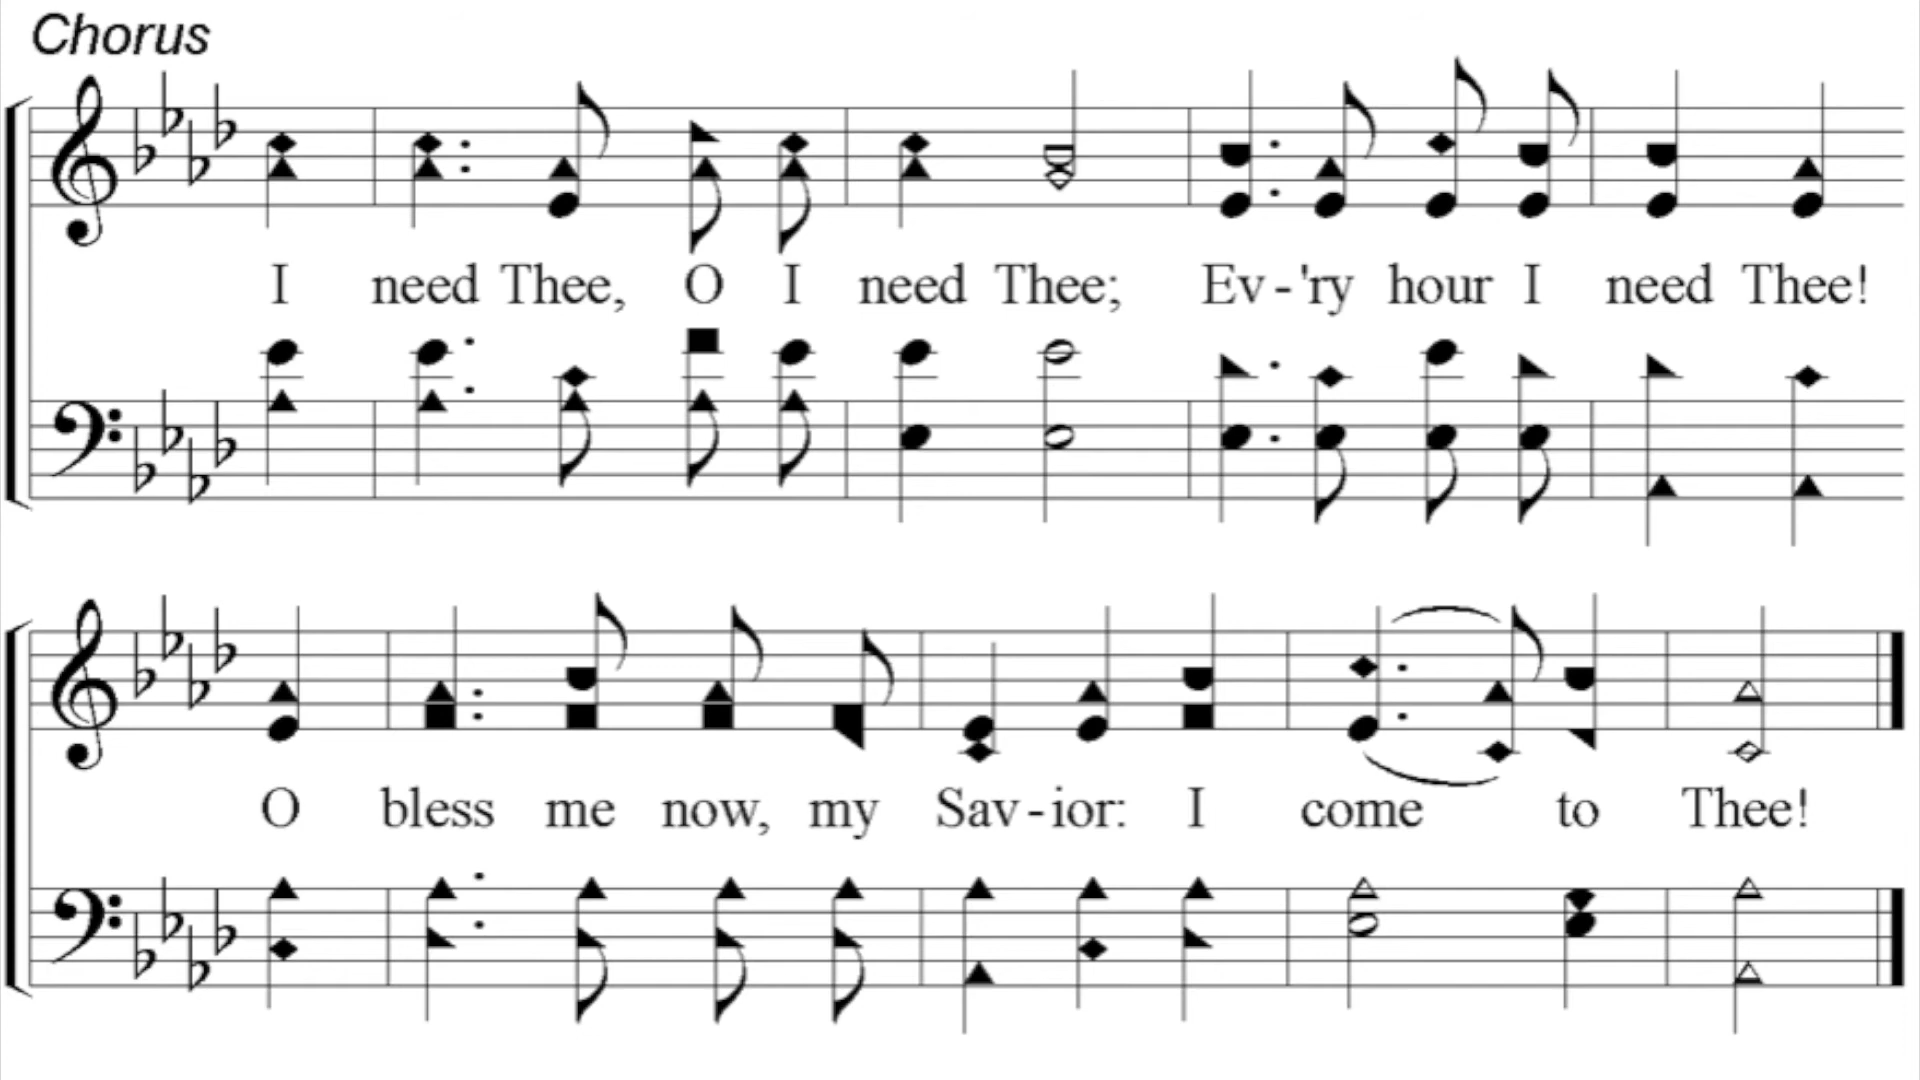 Chorus
I need Thee, O I need Thee; Ev-'ry hour I need Thee!
O bless me now, my Sav-ior: I come to Thee!